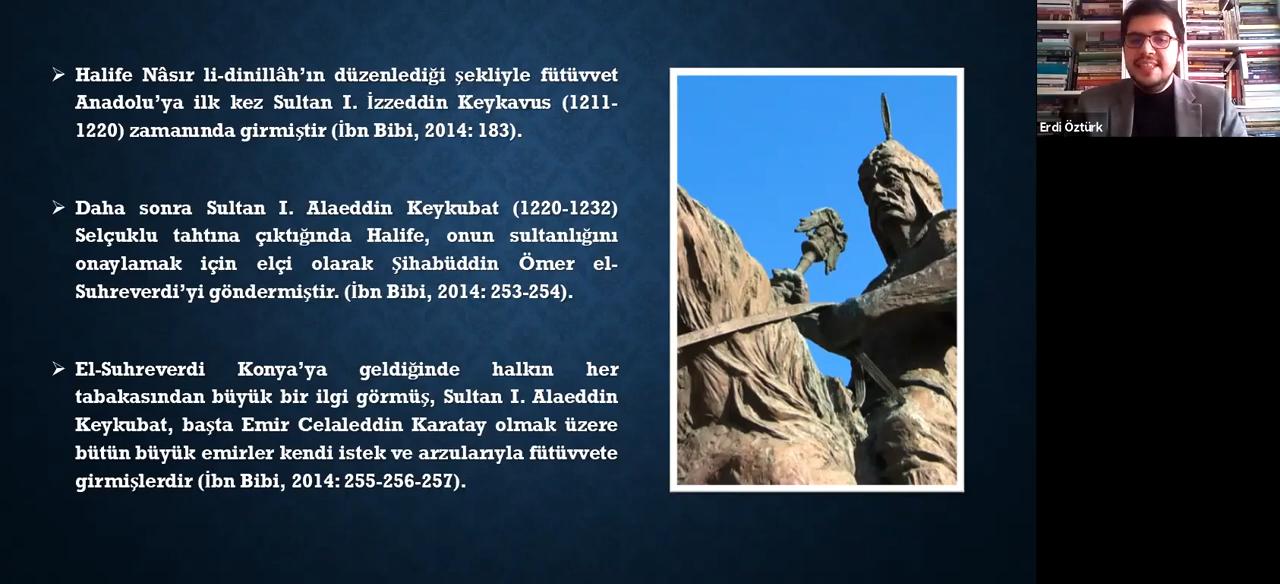 Halife Nâsır li-dinillâh’ın düzenlediği şekliyle fütüvvet
Anadolu’ya ilk kez Sultan I. İzzeddin Keykavus (1211-
1220) zamanında girmiştir (İbn Bibi, 2014: 183).
Daha sonra Sultan I. Alaeddin Keykubat (1220-1232)
Selçuklu tahtına çıktığında Halife, onun sultanlığını
onaylamak için elçi olarak Şihabüddin Ömer el-
Suhreverdi’yi göndermiştir. (İbn Bibi, 2014: 253-254).
El-Suhreverdi Konya’ya geldiğinde halkın her
tabakasından büyük bir ilgi görmüş, Sultan I. Alaeddin
Keykubat, başta Emir Celaleddin Karatay olmak üzere
bütün büyük emirler kendi istek ve arzularıyla fütüvvete
girmişlerdir (İbn Bibi, 2014: 255-256-257).
Erdi Öztürk